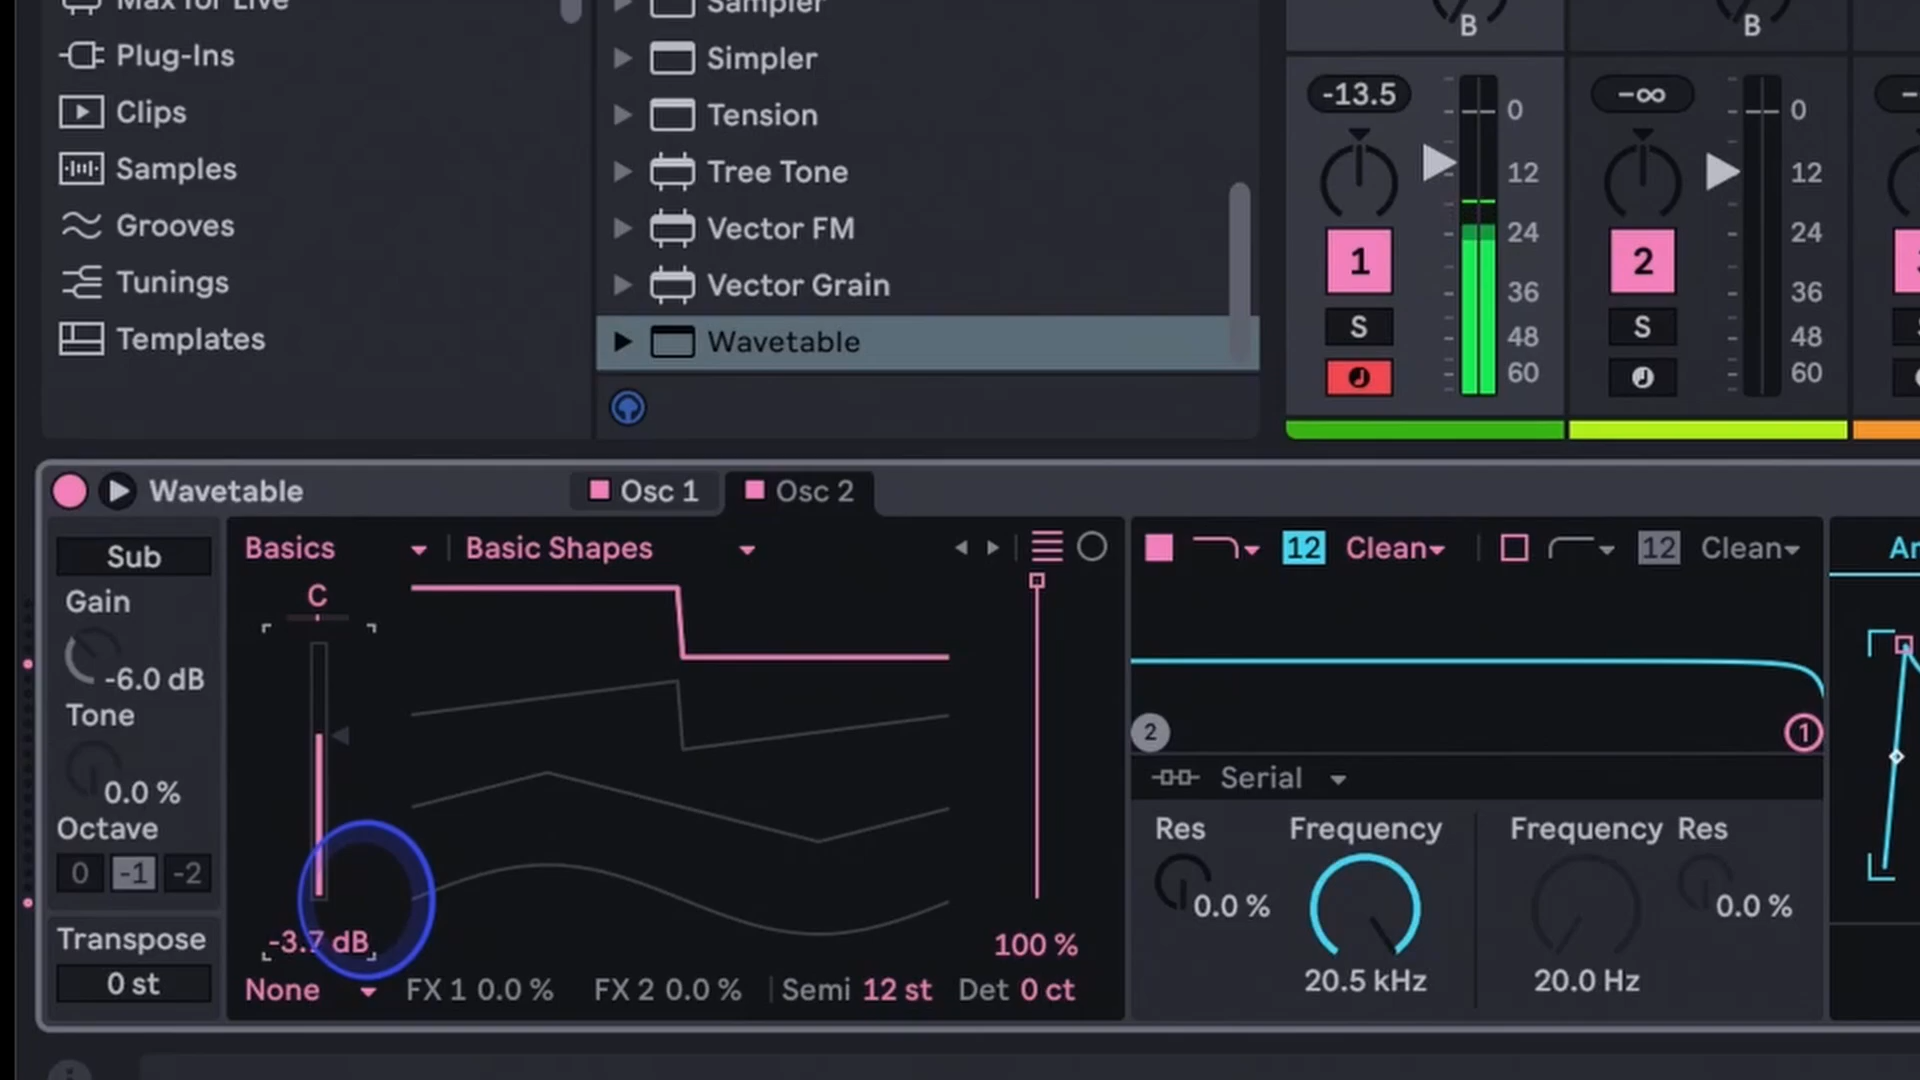 Max for Live
Plug-Ins
Clips
Samples
Grooves
Tunings
Templates
Sampler
Simpler
Tension
Tree Tone
Vector FM
Vector Grain
Wavetable
B
-13.5
0
12
24
36
48
60
1
S
B
-∞
0
12
24
36
48
60
2
S
Wavetable
Osc 1
Osc 2
Sub
Gain
-6.0 dB
Tone
0.0 %
Octave
0 -1 -2
Transpose
0 st
Basics
Basic Shapes
C
-3.7 dB
100 %
None
FX 1 0.0 %
FX 2 0.0 %
Semi 12 st
Det 0 ct
12
Clean
12
Clean
2
1
Serial
Res
Frequency
Frequency
Res
0.0 %
0.0 %
20.5 kHz
20.0 Hz